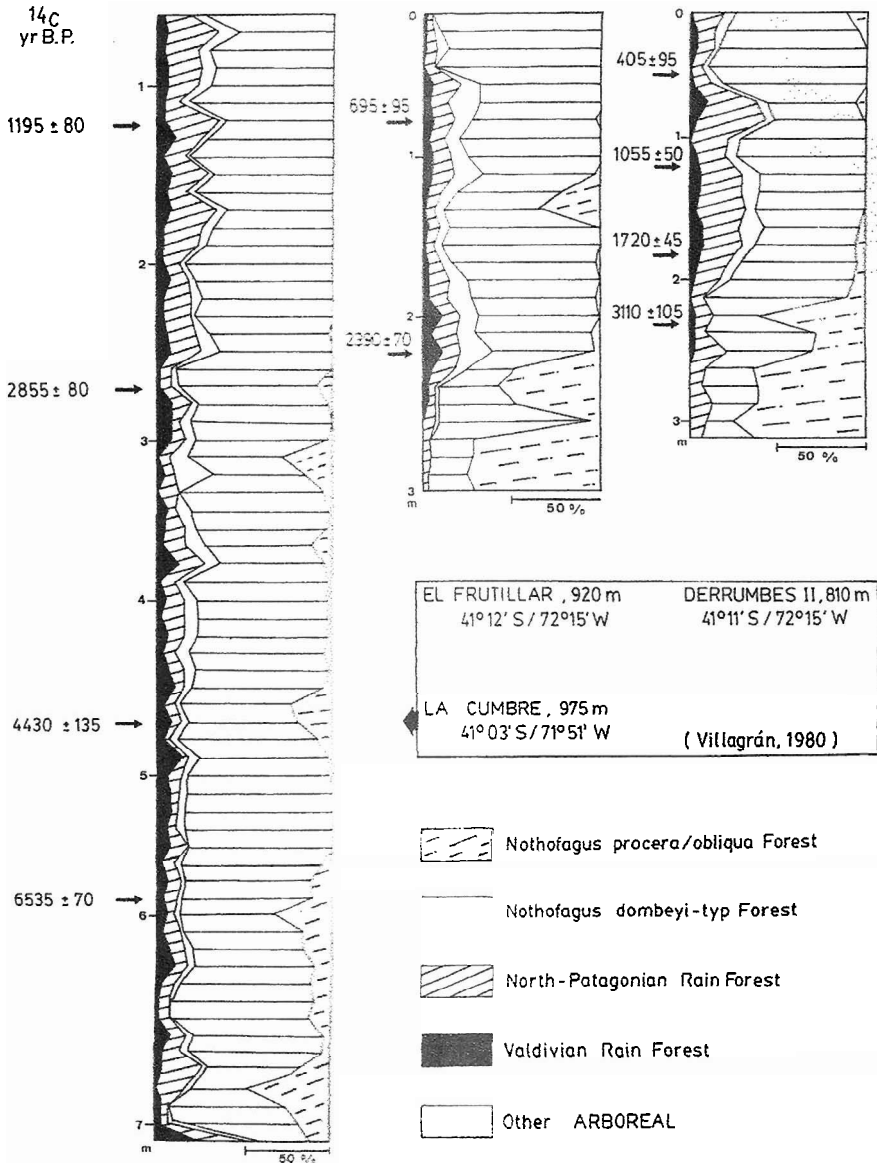 14C
yr B.P.
1
1195 ± 80
2
2855 ± 80
3
4
4430 ± 135
5
6535 ± 70
6
7
m
50 %
0
695 ± 95
1
2
2390 ± 70
3
m
50 %
0
405 ± 95
1
1055 ± 50
1720 ± 45
2
3110 ± 105
3
m
50 %
EL FRUTILLAR , 920 m
41°12' S / 72°15' W
DERRUMBES II, 810 m
41°11' S / 72°15' W
LA CUMBRE, 975 m
41° 03' S / 71°51' W
( Villagrán, 1980 )
Nothofagus procera/obliqua Forest
Nothofagus dombeyi-typ Forest
North-Patagonian Rain Forest
Valdivian Rain Forest
Other ARBOREAL